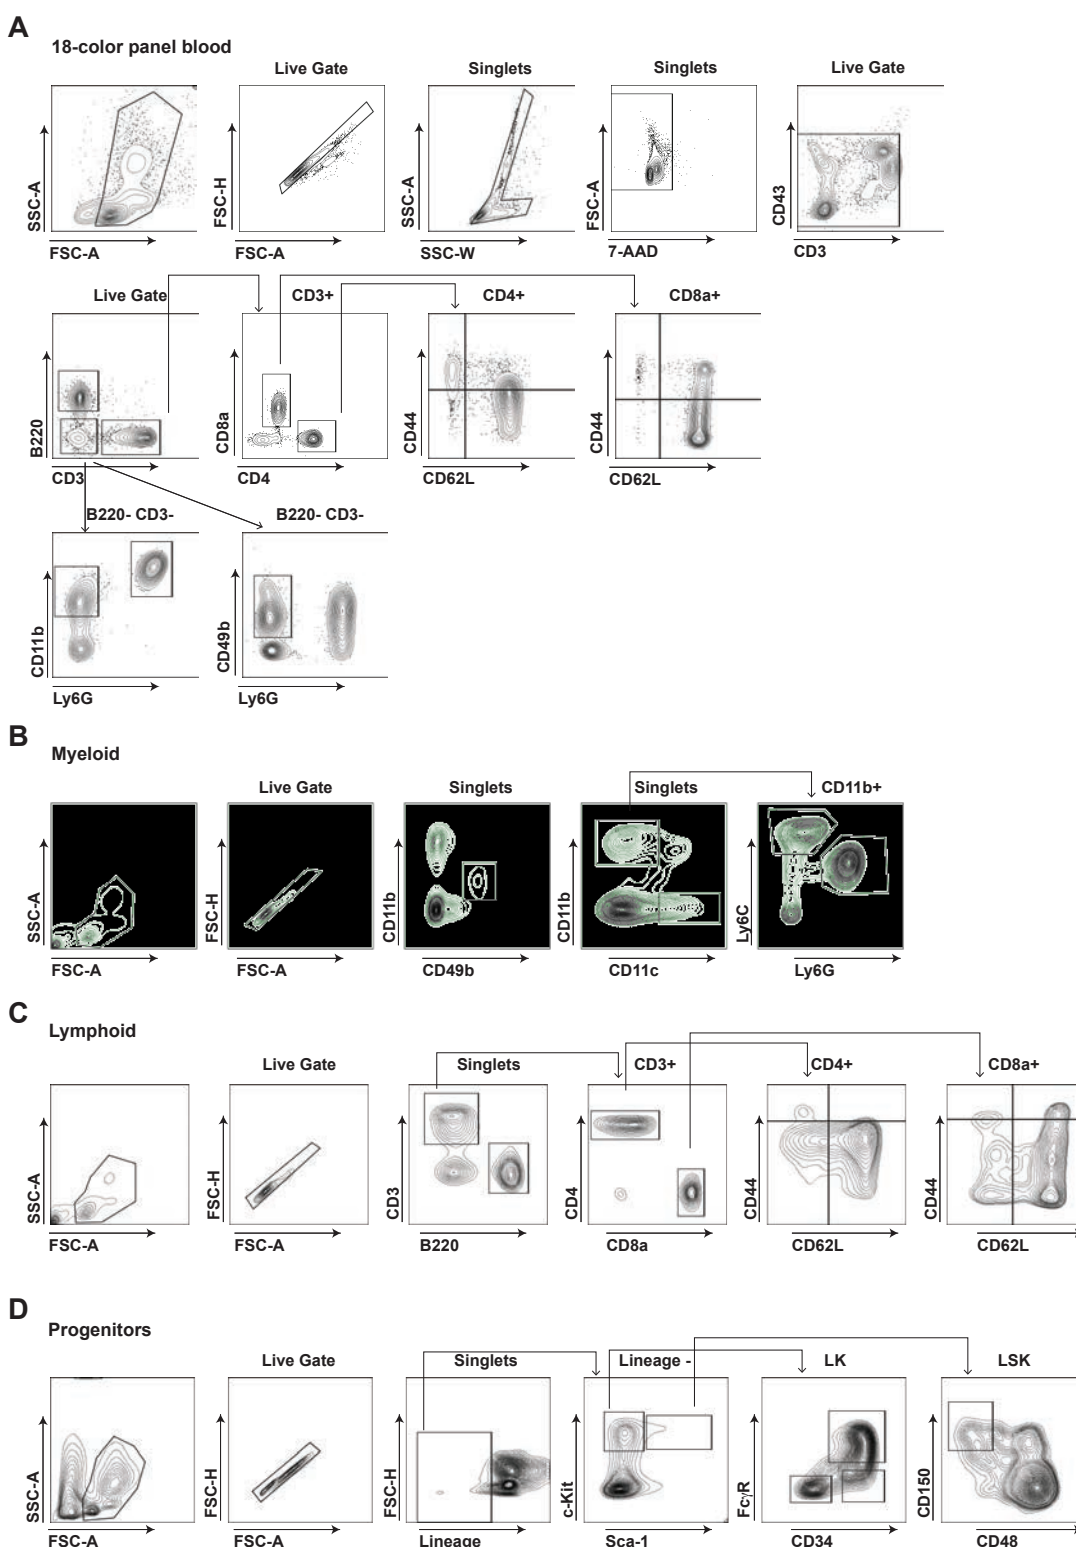 A
18-color panel blood
Live Gate
Singlets
Singlets
Live Gate
SSC-A
FSC-A
FSC-H
FSC-A
SSC-A
SSC-W
FSC-A
7-AAD
CD43
CD3
Live Gate
CD3+
CD4+
CD8a+
B220
CD3
CD8a
CD4
CD44
CD62L
CD44
CD62L
B220- CD3-
B220- CD3-
CD11b
Ly6G
CD49b
Ly6G
B
Myeloid
Live Gate
Singlets
Singlets
CD11b+
SSC-A
FSC-A
FSC-H
FSC-A
CD11b
CD49b
CD11b
CD11c
Ly6C
Ly6G
C
Lymphoid
Live Gate
Singlets
CD3+
CD4+
CD8a+
SSC-A
FSC-A
FSC-H
FSC-A
CD3
B220
CD4
CD8a
CD44
CD62L
CD44
CD62L
D
Progenitors
Live Gate
Singlets
Lineage -
LK
LSK
SSC-A
FSC-A
FSC-H
FSC-A
FSC-H
Lineage
c-Kit
Sca-1
FcγR
CD34
CD150
CD48